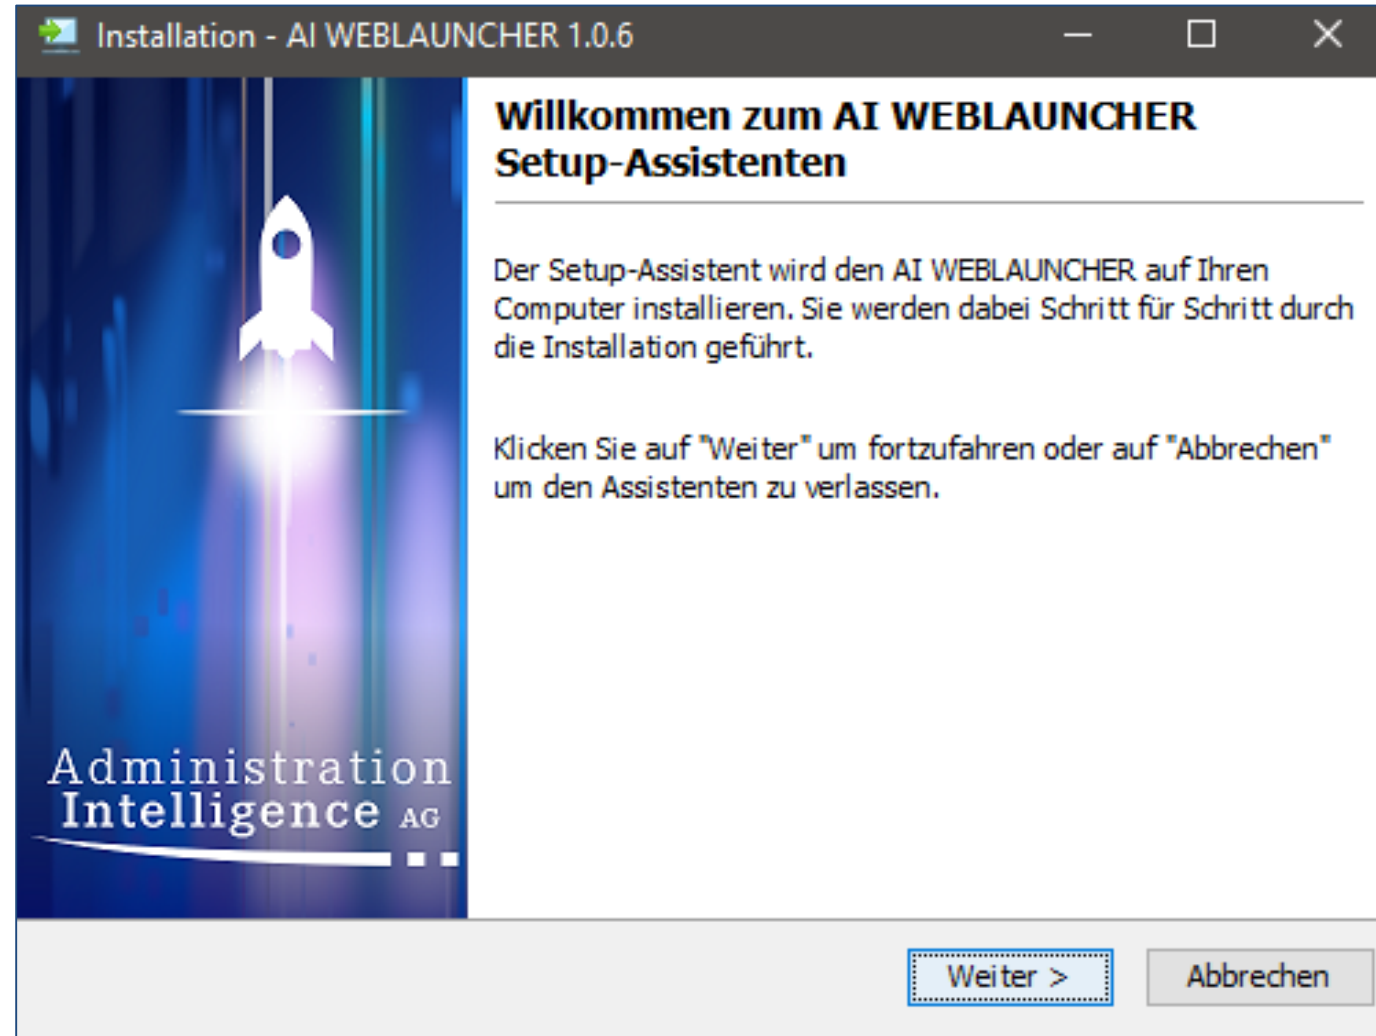 Installation - AI WEBLAUNCHER 1.0.6
Willkommen zum AI WEBLAUNCHER
Setup-Assistenten
Der Setup-Assistent wird den AI WEBLAUNCHER auf Ihren
Computer installieren. Sie werden dabei Schritt für Schritt durch
die Installation geführt.
Klicken Sie auf "Weiter" um fortzufahren oder auf "Abbrechen"
um den Assistenten zu verlassen.
Administration
Intelligence AG
Weiter >
Abbrechen